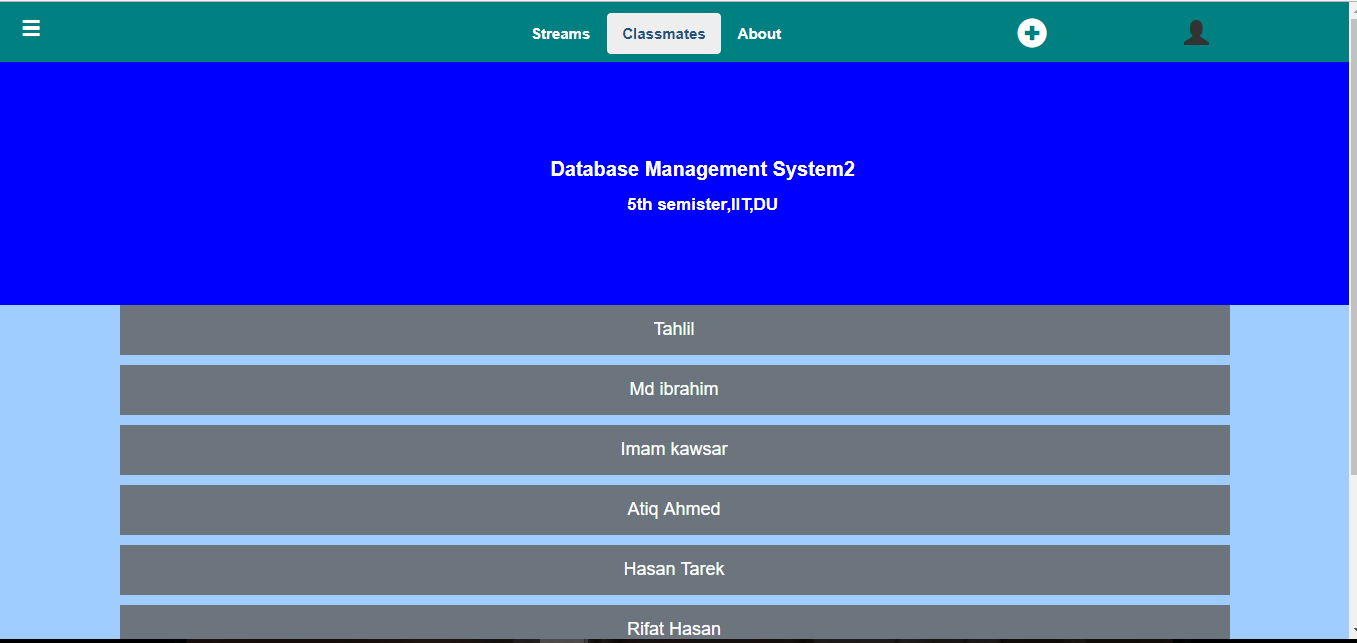 Streams Classmates About
Database Management System2
5th semister,IIT,DU
Tahlil
Md ibrahim
Imam kawsar
Atiq Ahmed
Hasan Tarek
Rifat Hasan